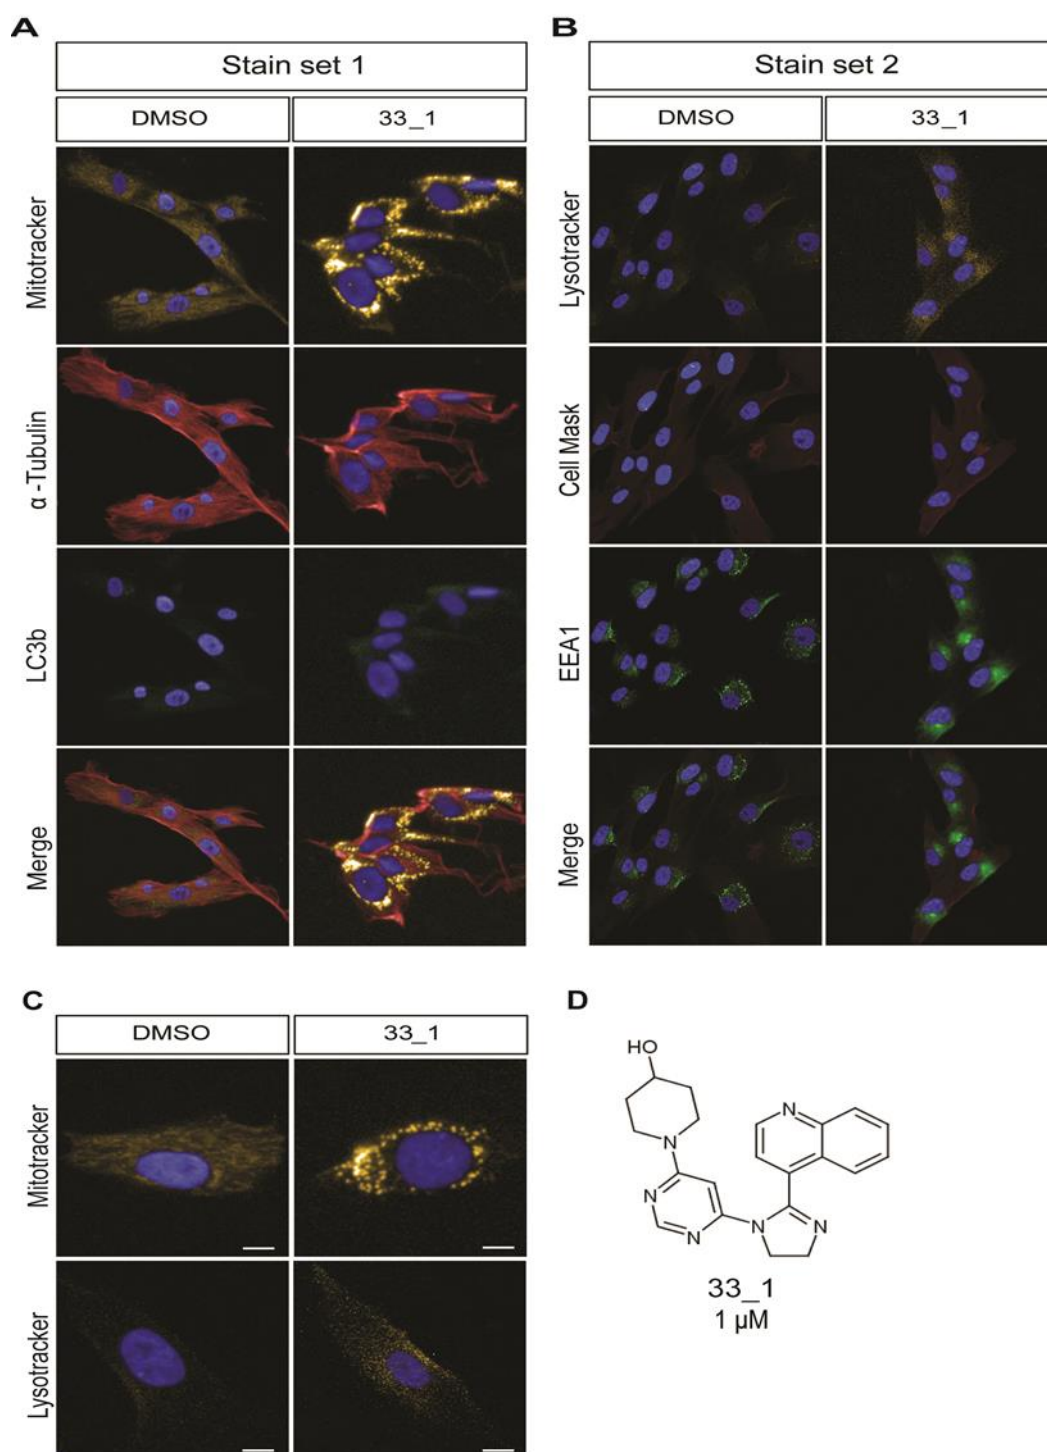 A
Stain set 1
DMSO
33_1
Mitotracker
α -Tubulin
LC3b
Merge
B
Stain set 2
DMSO
33_1
Lysotracker
Cell Mask
EEA1
Merge
C
DMSO
33_1
Mitotracker
Lysotracker
D
HO
N
N
N
N
N
N
33_1
1 µM